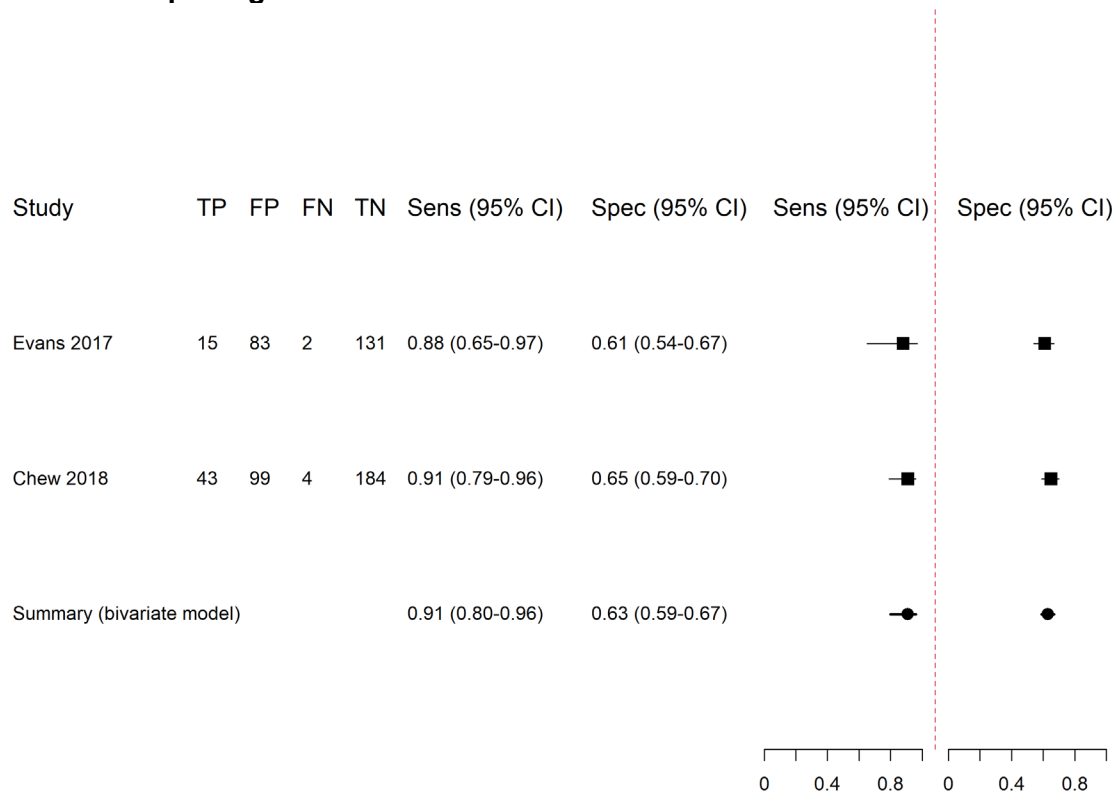 Study TP FP FN TN Sens (95% CI) Spec (95% CI) Sens (95% CI) Spec (95% CI)
Evans 2017 15 83 2 131 0.88 (0.65-0.97) 0.61 (0.54-0.67)
Chew 2018 43 99 4 184 0.91 (0.79-0.96) 0.65 (0.59-0.70)
Summary (bivariate model) 0.91 (0.80-0.96) 0.63 (0.59-0.67)
0 0.4 0.8 0 0.4 0.8